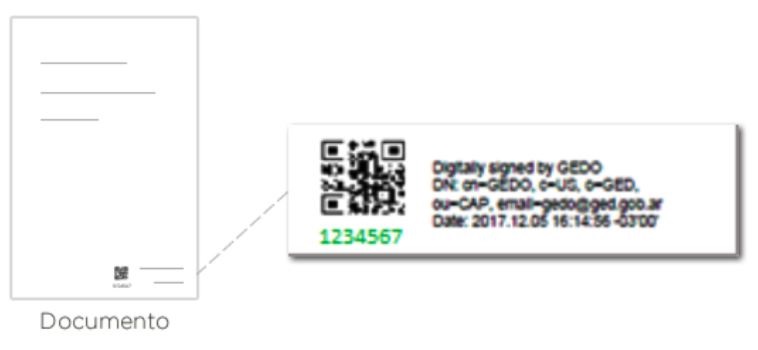 Digitally signed by GEDO
DN: cn=GEDO, c=US, o=GED,
ou=CAP, email=gedo@ged.gob.ar
Date: 2017.12.05 16:14:56 -03'00'
1234567
1234567
Documento